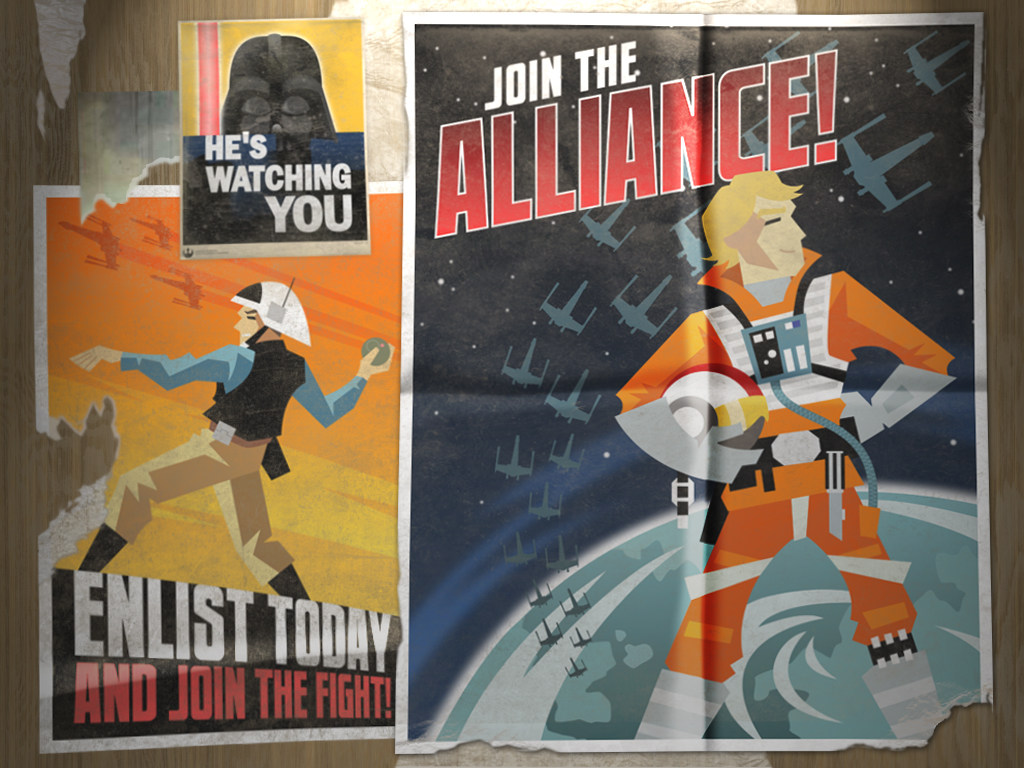 HE'S
WATCHING
YOU
JOIN THE
ALLIANCE!
ENLIST TODAY
AND JOIN THE FIGHT!